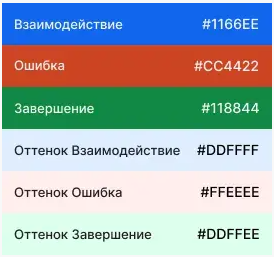 Взаимодействие #1166EE
Ошибка #CC4422
Завершение #118844
Оттенок Взаимодействие #DDFFFF
Оттенок Ошибка #FFEEEE
Оттенок Завершение #DDFFEE